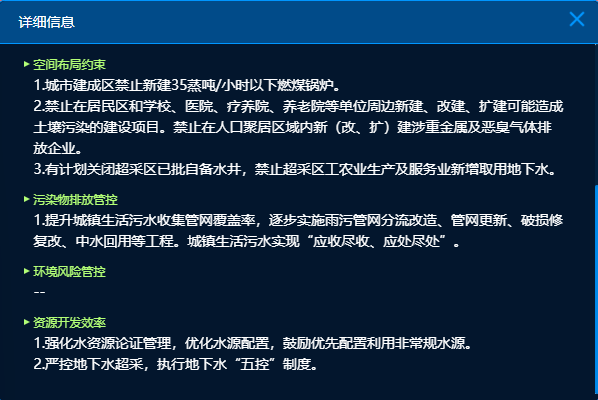 详细信息
空间布局约束
1.城市建成区禁止新建35蒸吨/小时以下燃煤锅炉。
2.禁止在居民区和学校、医院、疗养院、养老院等单位周边新建、改建、扩建可能造成
土壤污染的建设项目。禁止在人口聚居区域内新（改、扩）建涉重金属及恶臭气体排
放企业。
3.有计划关闭超采区已批自备水井，禁止超采区工农业生产及服务业新增取用地下水。
污染物排放管控
1.提升城镇生活污水收集管网覆盖率，逐步实施雨污管网分流改造、管网更新、破损修
复改、中水回用等工程。城镇生活污水实现“应收尽收、应处尽处”。
环境风险管控
--
资源开发效率
1.强化水资源论证管理，优化水源配置，鼓励优先配置利用非常规水源。
2.严控地下水超采，执行地下水“五控”制度。